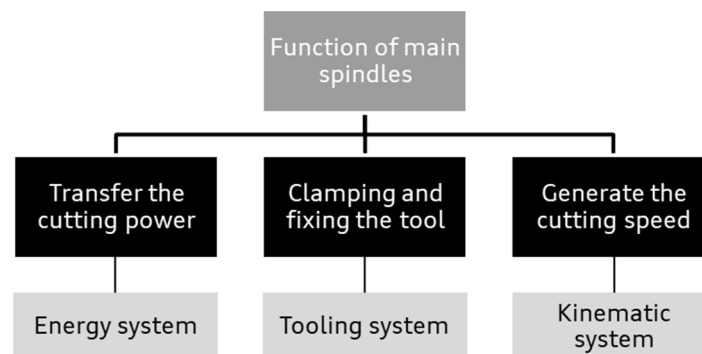 Function of main
spindles
Transfer the
cutting power
Clamping and
fixing the tool
Generate the
cutting speed
Energy system
Tooling system
Kinematic
system